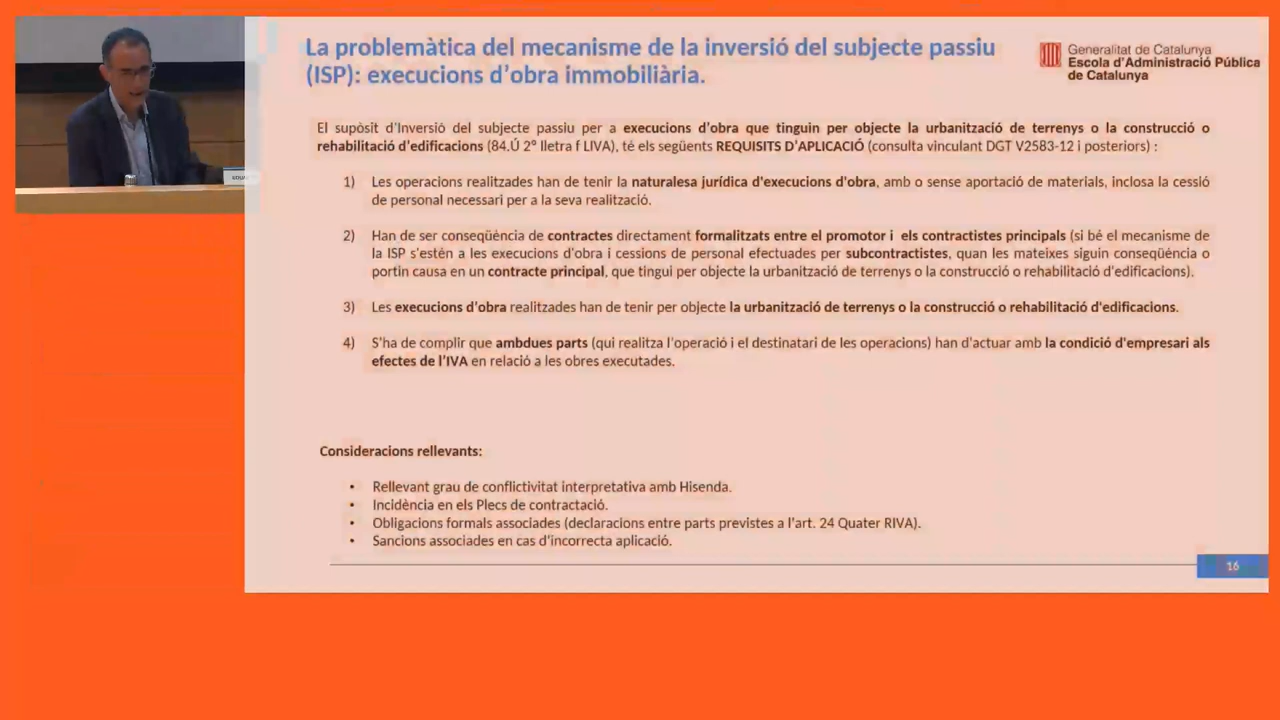 La problemàtica del mecanisme de la inversió del subjecte passiu
(ISP): execucions d'obra immobiliària.
Generalitat de Catalunya
Escola d'Administració Pública
de Catalunya
El supòsit d'Inversió del subjecte passiu per a execucions d'obra que tinguin per objecte la urbanització de terrenys o la construcció o
rehabilitació d'edificacions (84.Ú 2º lletra f LIVA), té els següents REQUISITS D'APLICACIÓ (consulta vinculant DGT V2583-12 i posteriors) :
1) Les operacions realitzades han de tenir la naturalesa jurídica d'execucions d'obra, amb o sense aportació de materials, inclosa la cessió
de personal necessari per a la seva realització.
2) Han de ser conseqüència de contractes directament formalitzats entre el promotor i els contractistes principals (si bé el mecanisme de
la ISP s'estén a les execucions d'obra i cessions de personal efectuades per subcontractistes, quan les mateixes siguin conseqüència o
portin causa en un contracte principal, que tingui per objecte la urbanització de terrenys o la construcció o rehabilitació d'edificacions).
3) Les execucions d'obra realitzades han de tenir per objecte la urbanització de terrenys o la construcció o rehabilitació d'edificacions.
4) S'ha de complir que ambdues parts (qui realitza l'operació i el destinatari de les operacions) han d'actuar amb la condició d'empresari als
efectes de l'IVA en relació a les obres executades.
Consideracions rellevants:
• Rellevant grau de conflictivitat interpretativa amb Hisenda.
• Incidència en els Plecs de contractació.
• Obligacions formals associades (declaracions entre parts previstes a l'art. 24 Quater RIVA).
• Sancions associades en cas d'incorrecta aplicació.
16